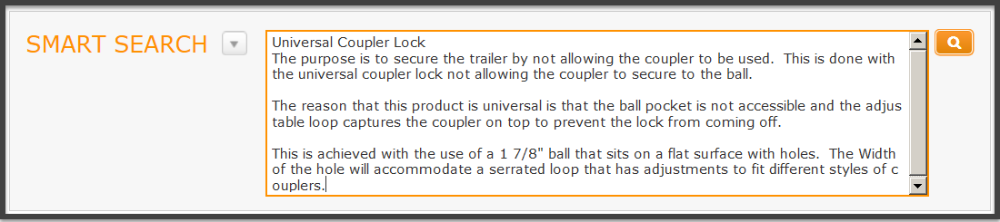 SMART SEARCH
Universal Coupler Lock
The purpose is to secure the trailer by not allowing the coupler to be used.  This is done with
the universal coupler lock not allowing the coupler to secure to the ball.
The reason that this product is universal is that the ball pocket is not accessible and the adjus
table loop captures the coupler on top to prevent the lock from coming off.
This is achieved with the use of a 1 7/8" ball that sits on a flat surface with holes.  The Width
of the hole will accommodate a serrated loop that has adjustments to fit different styles of c
ouplers.